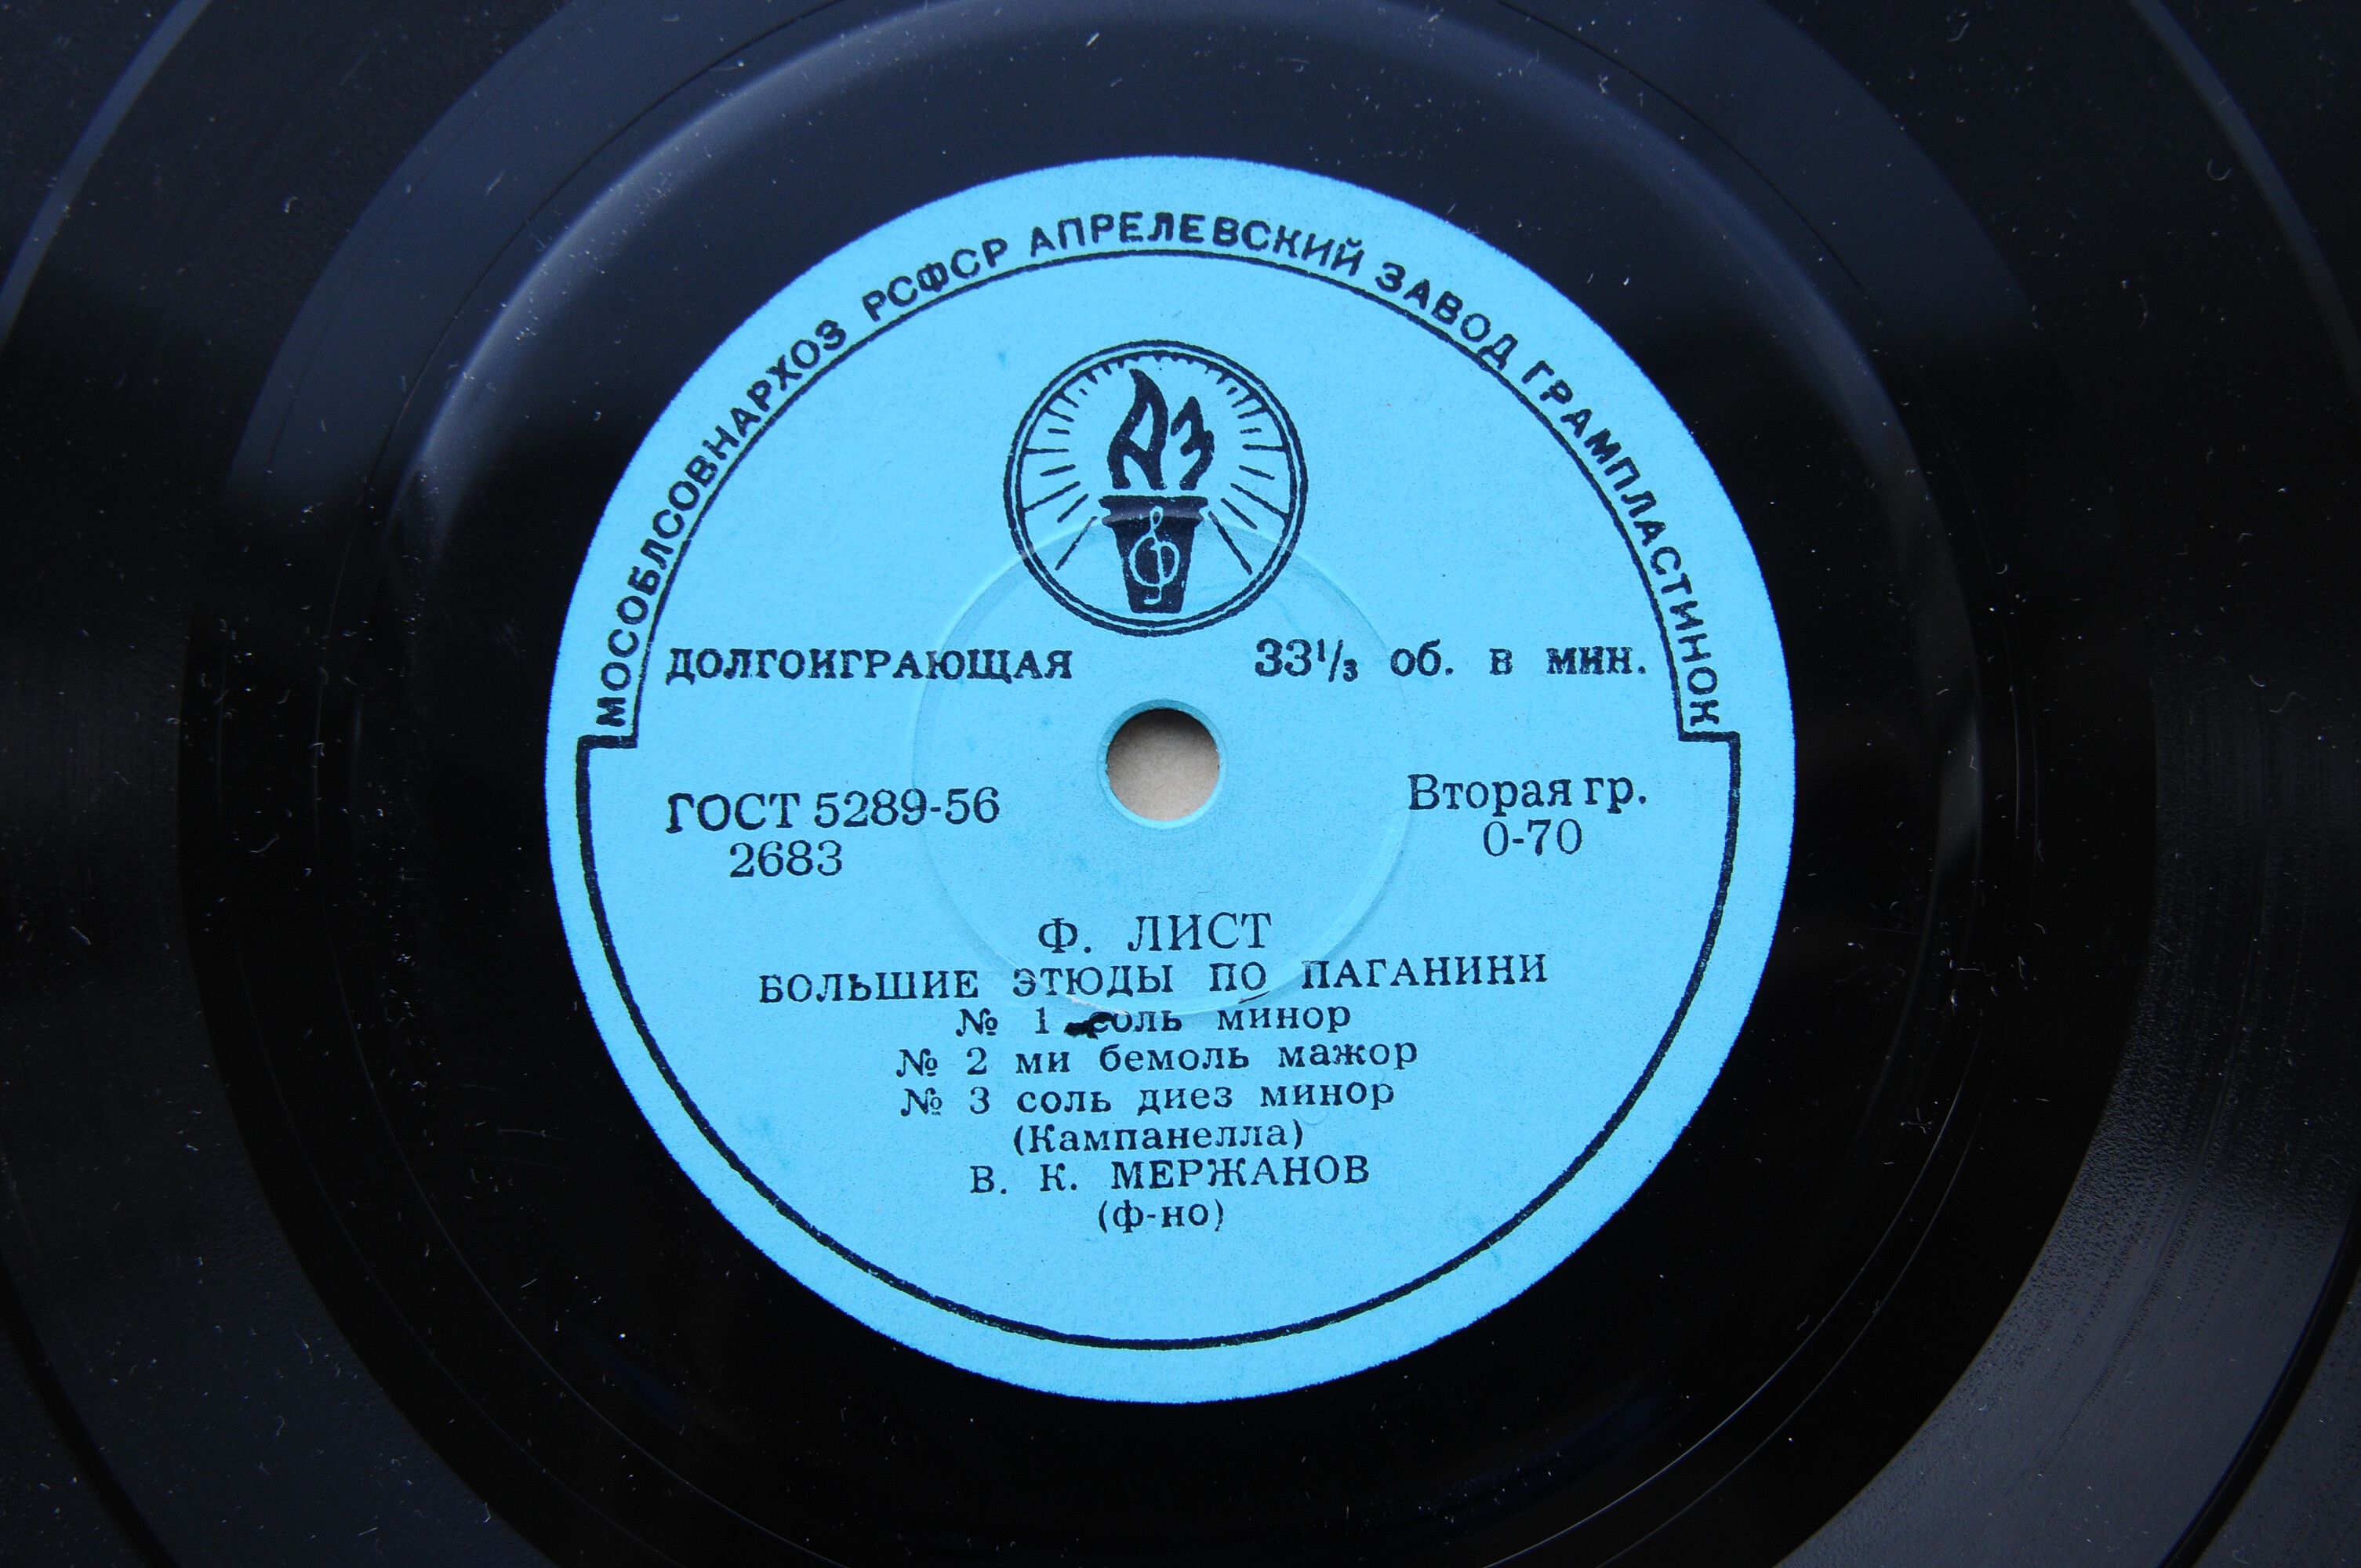 МОСОБЛСОВНАРХОЗ РСФСР АПРЕЛЕВСКИЙ ЗАВОД ГРАМПЛАСТИНОК
АЗ
ДОЛГОИГРАЮЩАЯ 33⅓ об. в мин.
ГОСТ 5289-56 Вторая гр.
2683 0-70
Ф. ЛИСТ
БОЛЬШИЕ ЭТЮДЫ ПО ПАГАНИНИ
№ 1 соль минор
№ 2 ми бемоль мажор
№ 3 соль диез минор
(Кампанелла)
В. К. МЕРЖАНОВ
(ф-но)